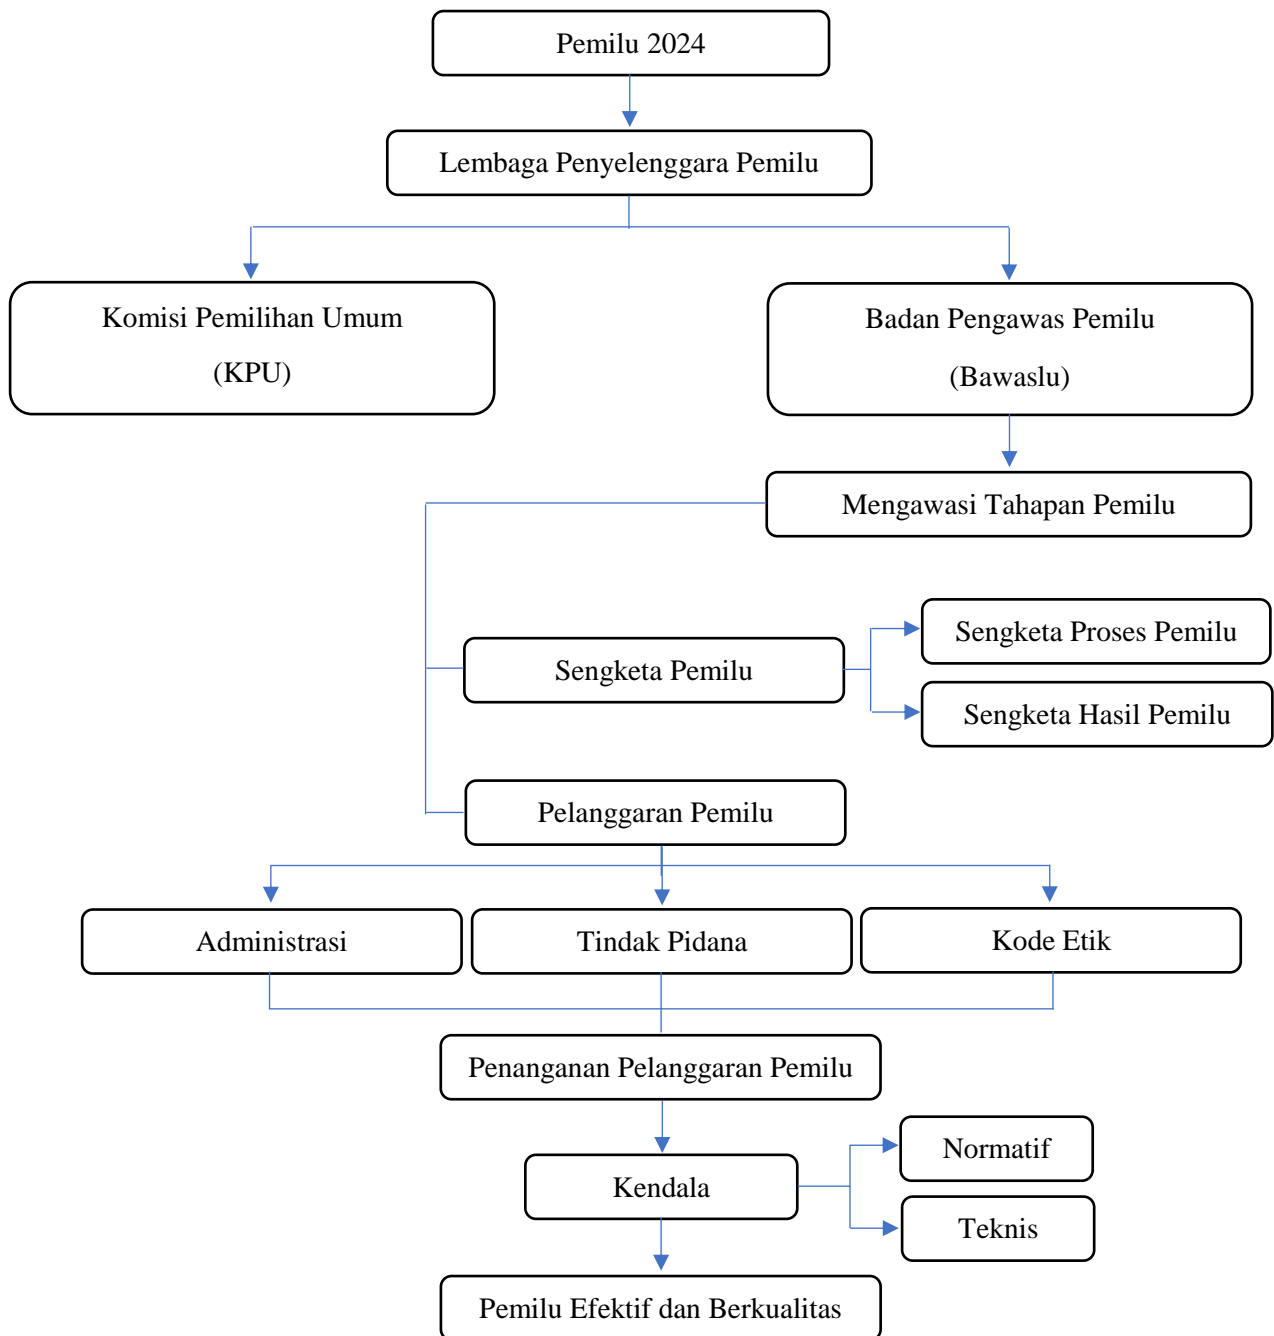 Pemilu 2024
Lembaga Penyelenggara Pemilu
Komisi Pemilihan Umum
(KPU)
Badan Pengawas Pemilu
(Bawaslu)
Mengawasi Tahapan Pemilu
Sengketa Proses Pemilu
Sengketa Pemilu
Sengketa Hasil Pemilu
Pelanggaran Pemilu
Administrasi
Tindak Pidana
Kode Etik
Penanganan Pelanggaran Pemilu
Normatif
Kendala
Teknis
Pemilu Efektif dan Berkualitas